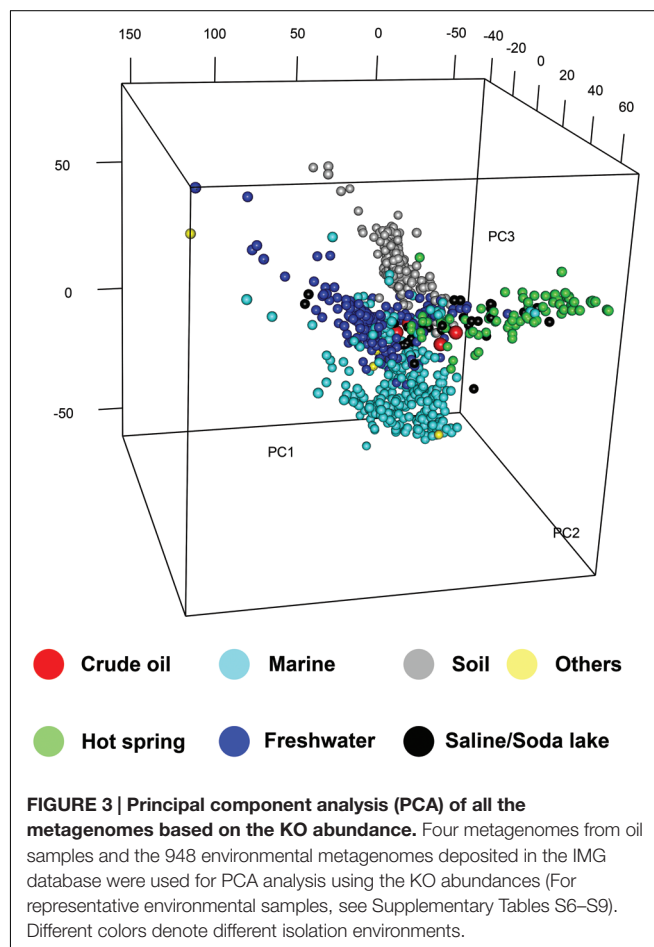 150 100 50 0 -50 -40 -20 0 20 40 60
50
PC3
0
-50
PC1
PC2
Crude oil Marine Soil Others
Hot spring Freshwater Saline/Soda lake
FIGURE 3 | Principal component analysis (PCA) of all the
metagenomes based on the KO abundance. Four metagenomes from oil
samples and the 948 environmental metagenomes deposited in the IMG
database were used for PCA analysis using the KO abundances (For
representative environmental samples, see Supplementary Tables S6–S9).
Different colors denote different isolation environments.